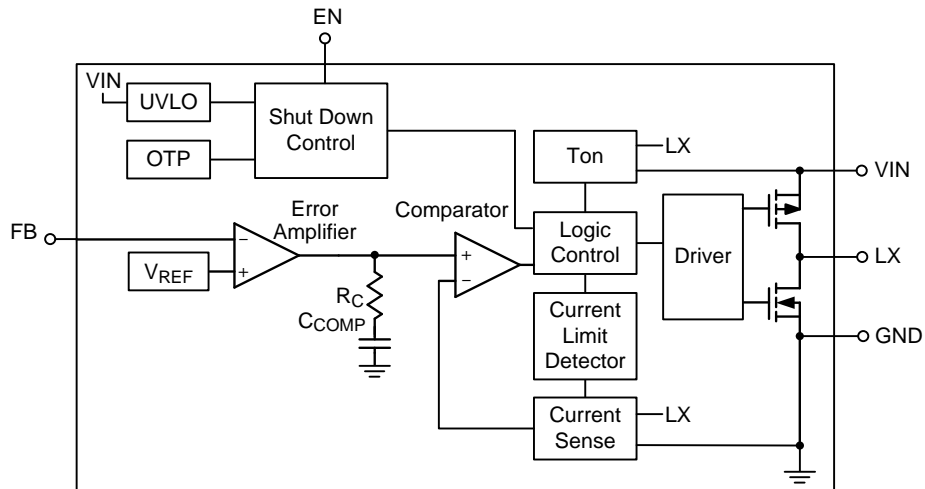 EN
VIN
UVLO
OTP
Shut Down
Control
Ton
LX
VIN
FB
Error
Amplifier
−
+
VREF
RC
CCOMP
Comparator
+
−
Logic
Control
Driver
LX
Current
Limit
Detector
GND
Current
Sense
LX